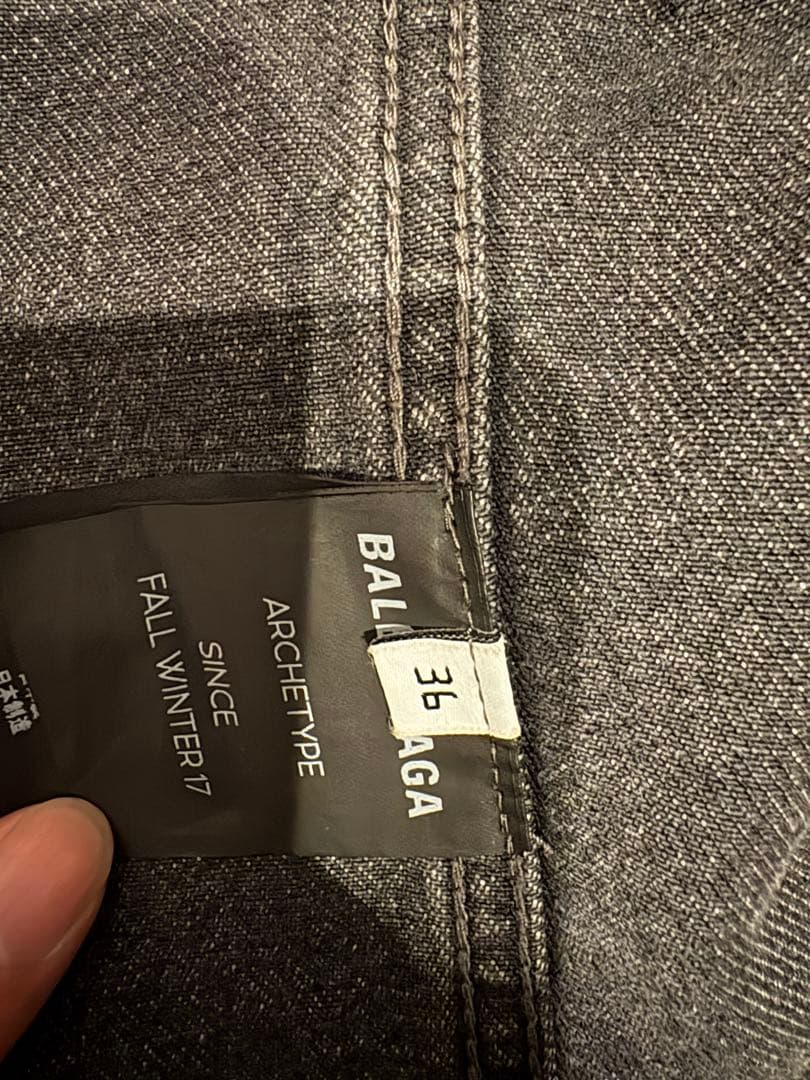 BAL AGA
36
ARCHETYPE
SINCE
FALL WINTER 17